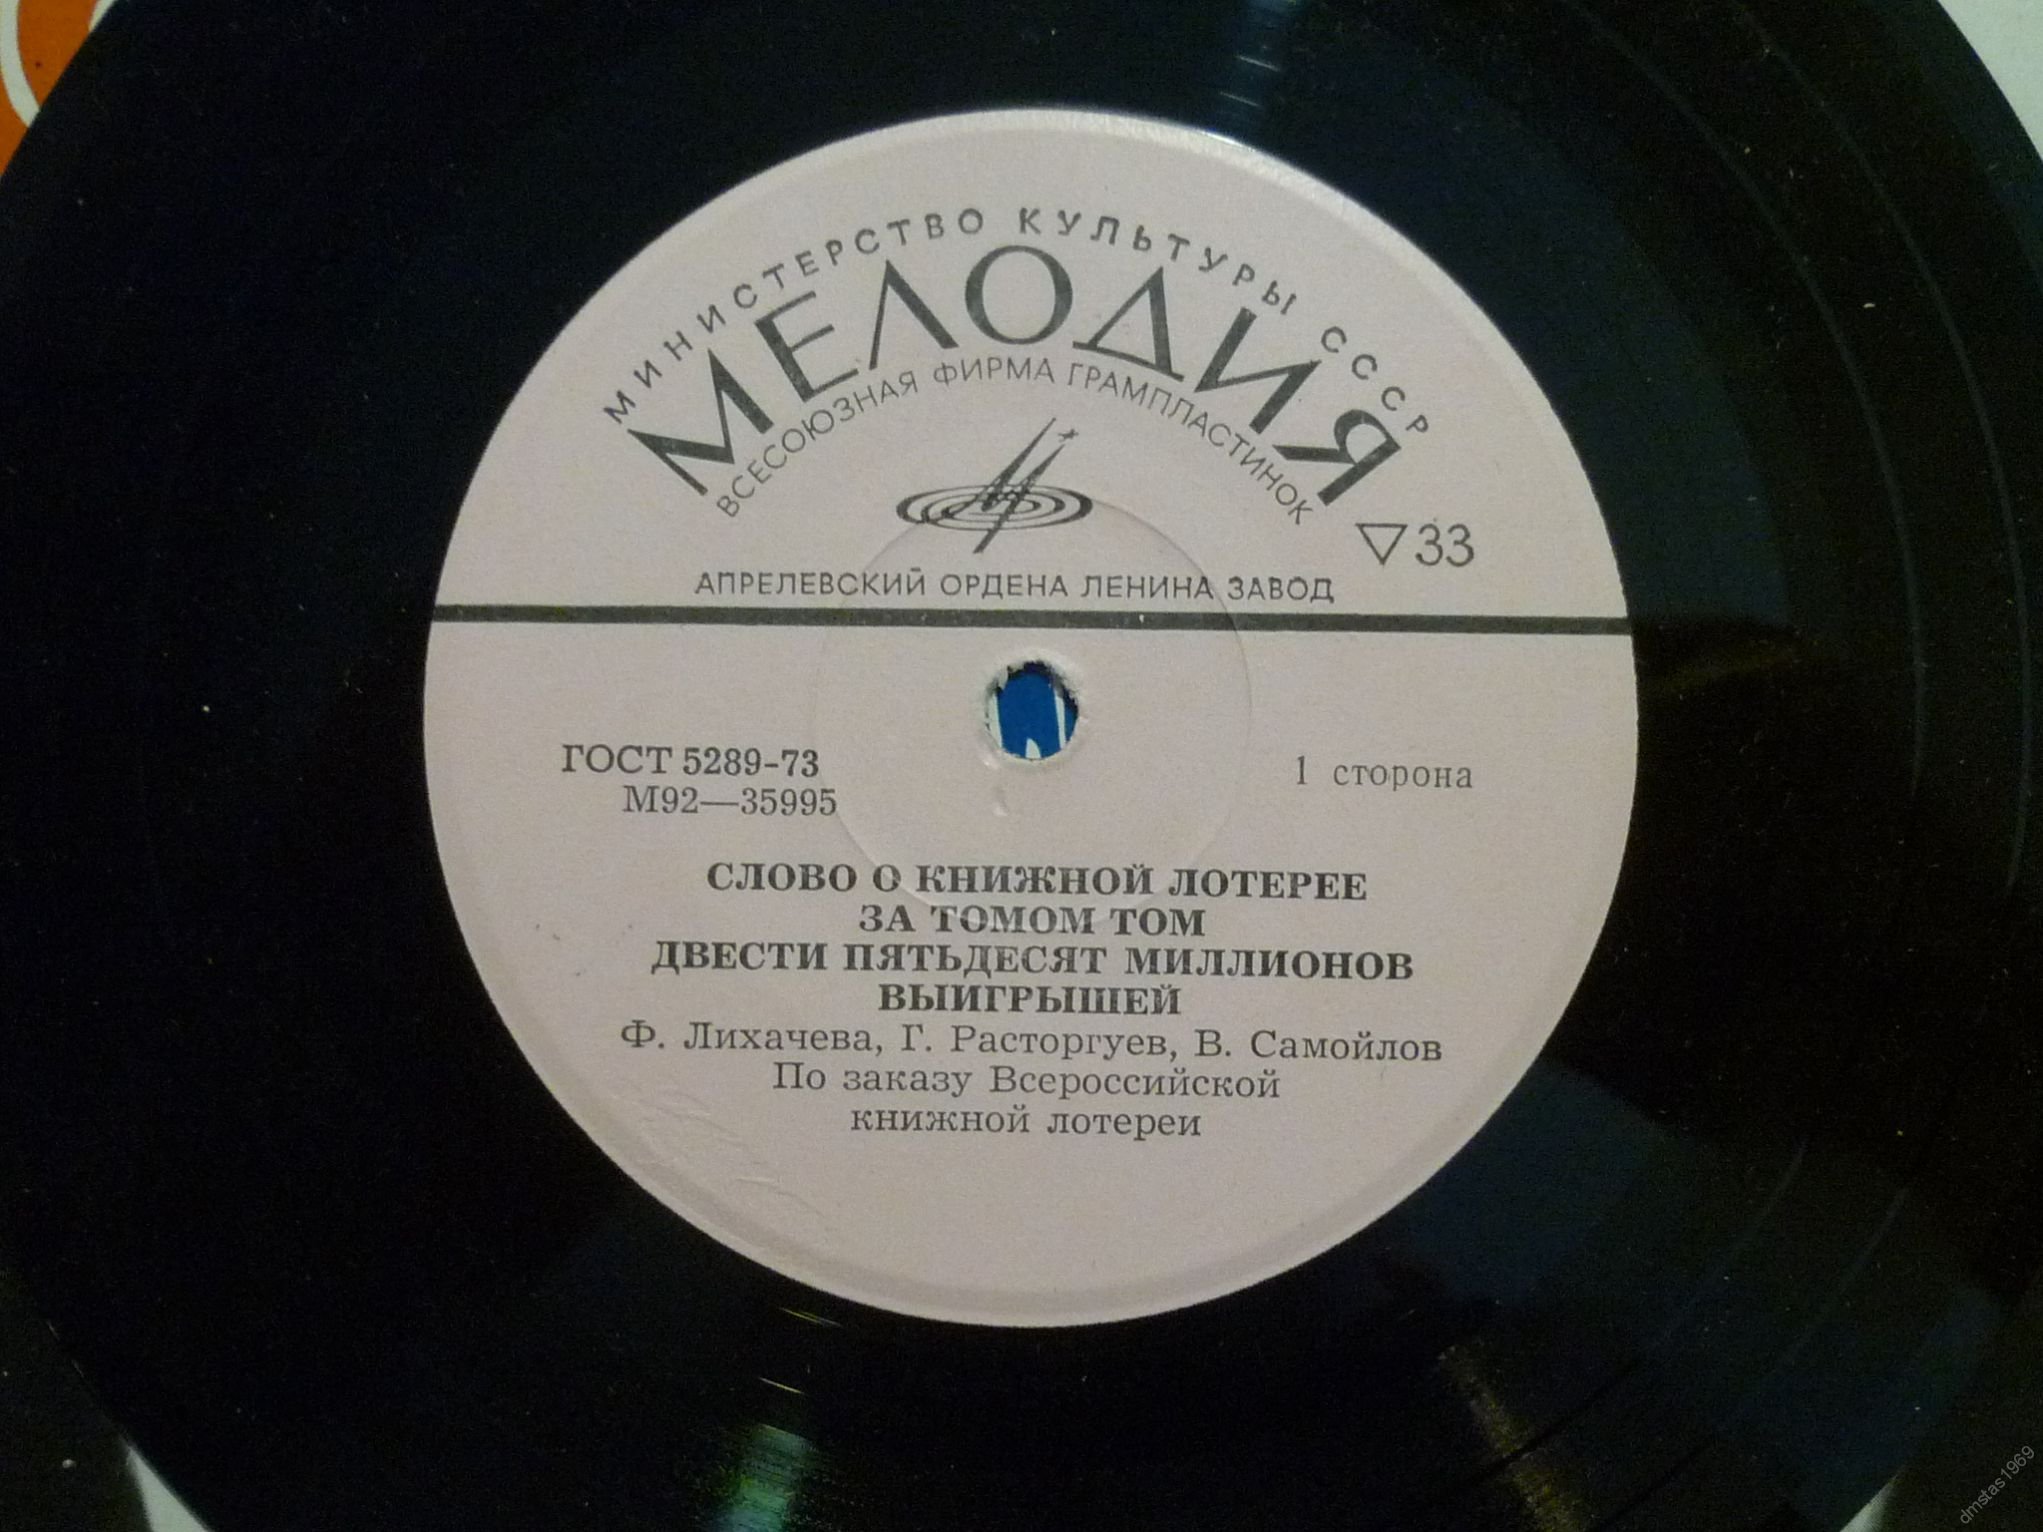 МИНИСТЕРСТВО КУЛЬТУРЫ СССР
МЕЛОДИЯ
ВСЕСОЮЗНАЯ ФИРМА ГРАМПЛАСТИНОК
▽33
АПРЕЛЕВСКИЙ ОРДЕНА ЛЕНИНА ЗАВОД
ГОСТ 5289-73
М92—35995
1 сторона
СЛОВО О КНИЖНОЙ ЛОТЕРЕЕ
ЗА ТОМОМ ТОМ
ДВЕСТИ ПЯТЬДЕСЯТ МИЛЛИОНОВ
ВЫИГРЫШЕЙ
Ф. Лихачева, Г. Расторгуев, В. Самойлов
По заказу Всероссийской
книжной лотереи
dmstas1969